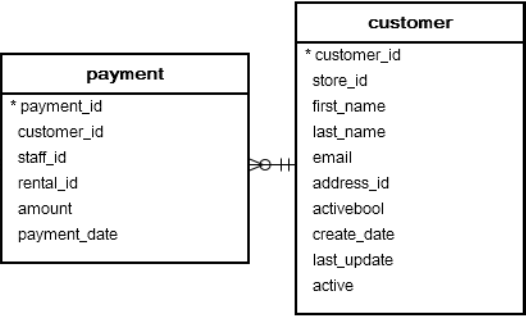 payment
* payment_id
customer_id
staff_id
rental_id
amount
payment_date
customer
* customer_id
store_id
first_name
last_name
email
address_id
activebool
create_date
last_update
active